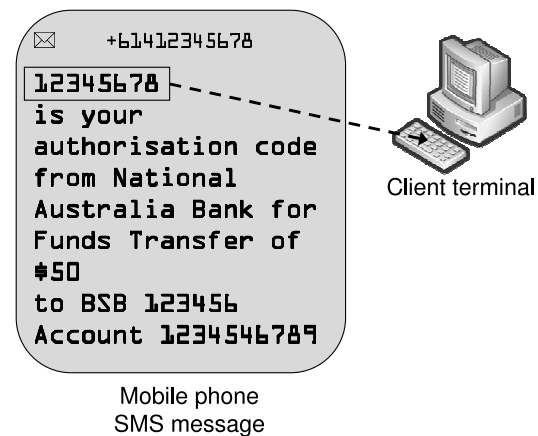 +61412345678
12345678
is your
authorisation code
from National
Australia Bank for
Funds Transfer of
$50
to BSB 123456
Account 1234546789
Client terminal
Mobile phone
SMS message